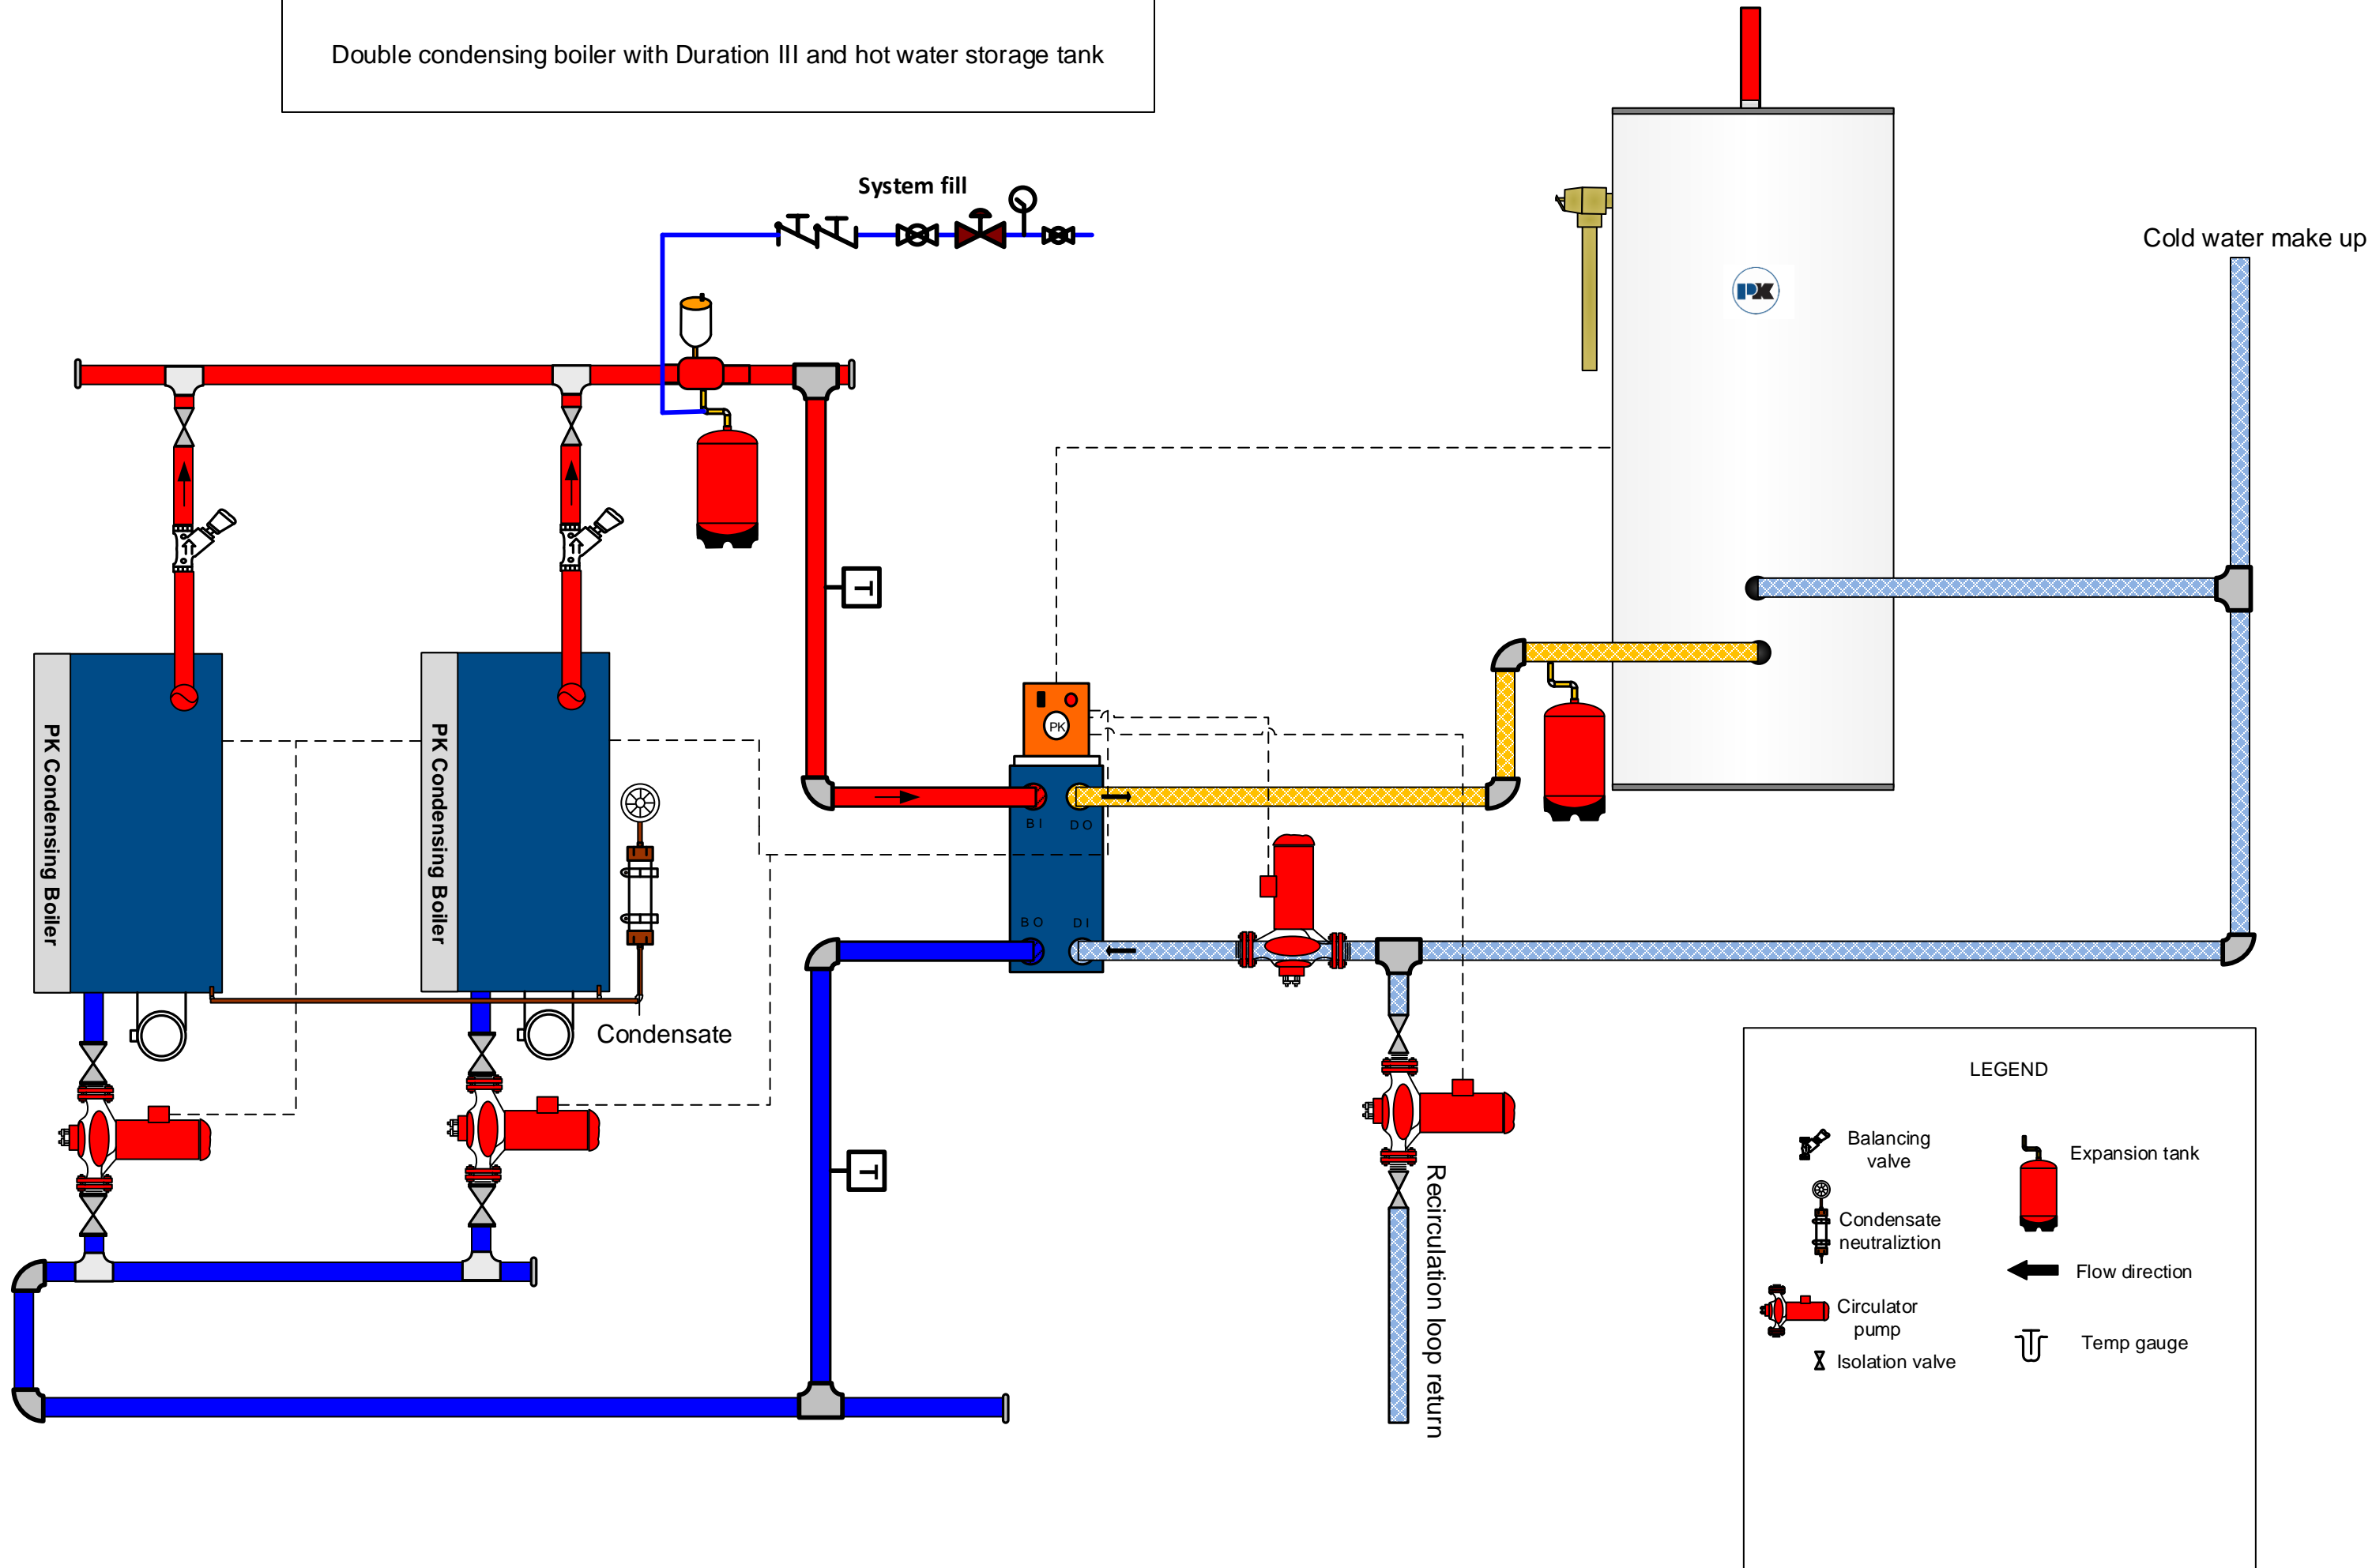 Double condensing boiler with Duration III and hot water storage tank
System fill
Cold water make up
PK
T
PK Condensing Boiler
PK Condensing Boiler
PK
B I
D O
B O
D I
Condensate
T
Recirculation loop return
LEGEND
Balancing
valve
Expansion tank
Condensate
neutraliztion
Flow direction
Circulator
pump
Temp gauge
Isolation valve